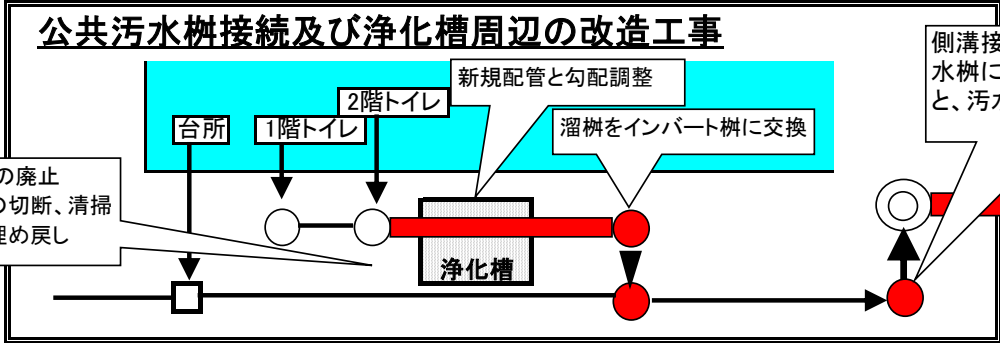 公共汚水桝接続及び浄化槽周辺の改造工事
側溝接
水桝に
と、汚水
新規配管と勾配調整
2階トイレ
台所
1階トイレ
溜桝をインバート桝に交換
の廃止
の切断、清掃
埋め戻し
浄化槽